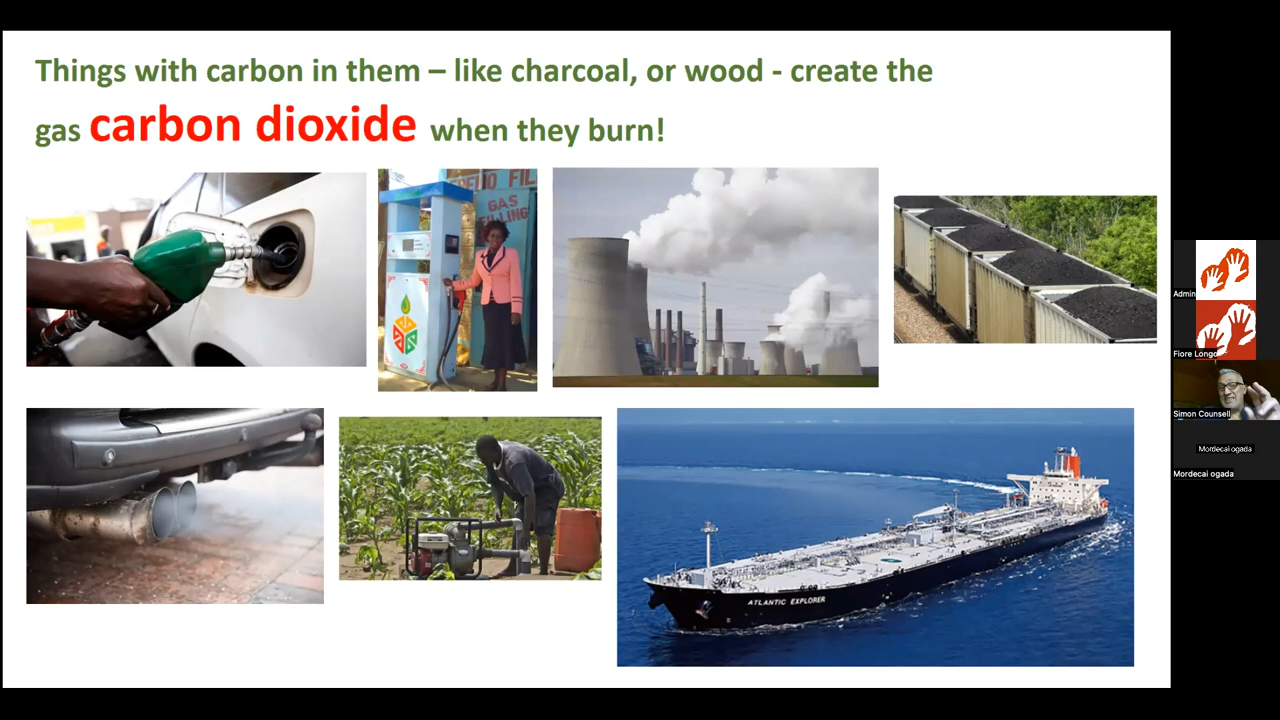 Things with carbon in them – like charcoal, or wood - create the
gas carbon dioxide when they burn!
GAS
FILLING
ATLANTIC EXPLORER
Admin
Fiore Longo
Simon Counsell
Mordecai ogada
Mordecai ogada